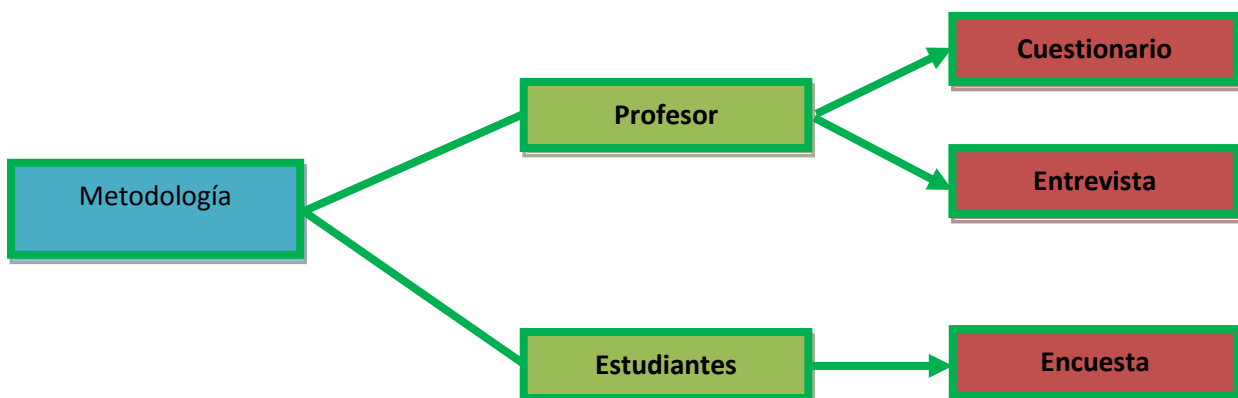 Cuestionario
Profesor
Entrevista
Metodología
Estudiantes
Encuesta